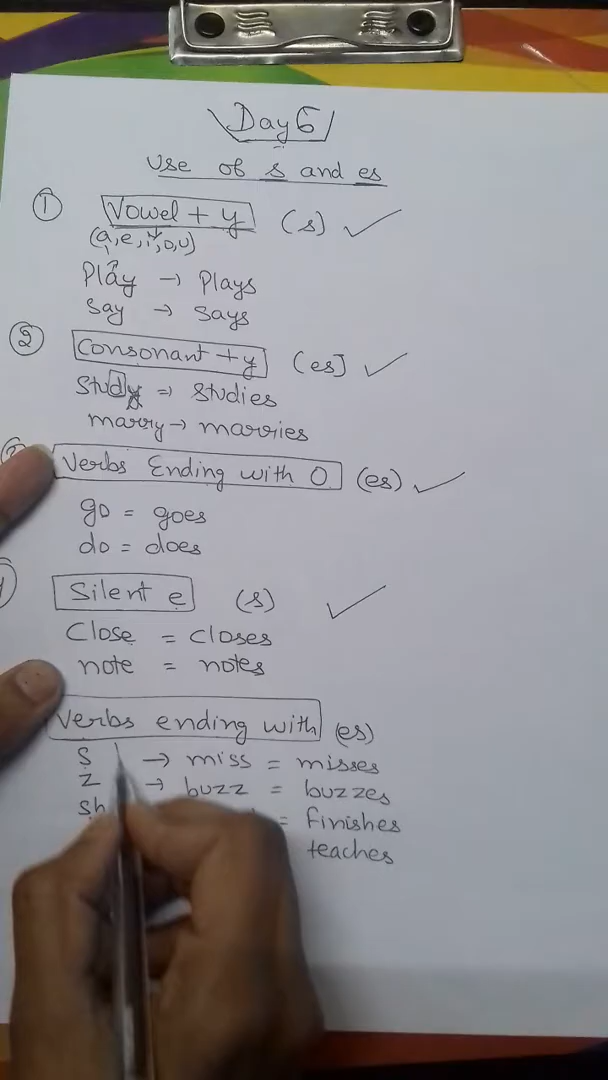 Day 6
Use of s and es
① Vowel + y (s) ✓
(a, e, i, o, u)
Play → Plays
Say → Says
② Consonant + y (es] ✓
Study ⇒ Studies
marry → marries
Verbs Ending with O (es) ✓
go = goes
do = does
Silent e (s) ✓
Close = Closes
note = notes
Verbs ending with (es)
S → miss = misses
Z → buzz = buzzes
Sh = finishes
teaches